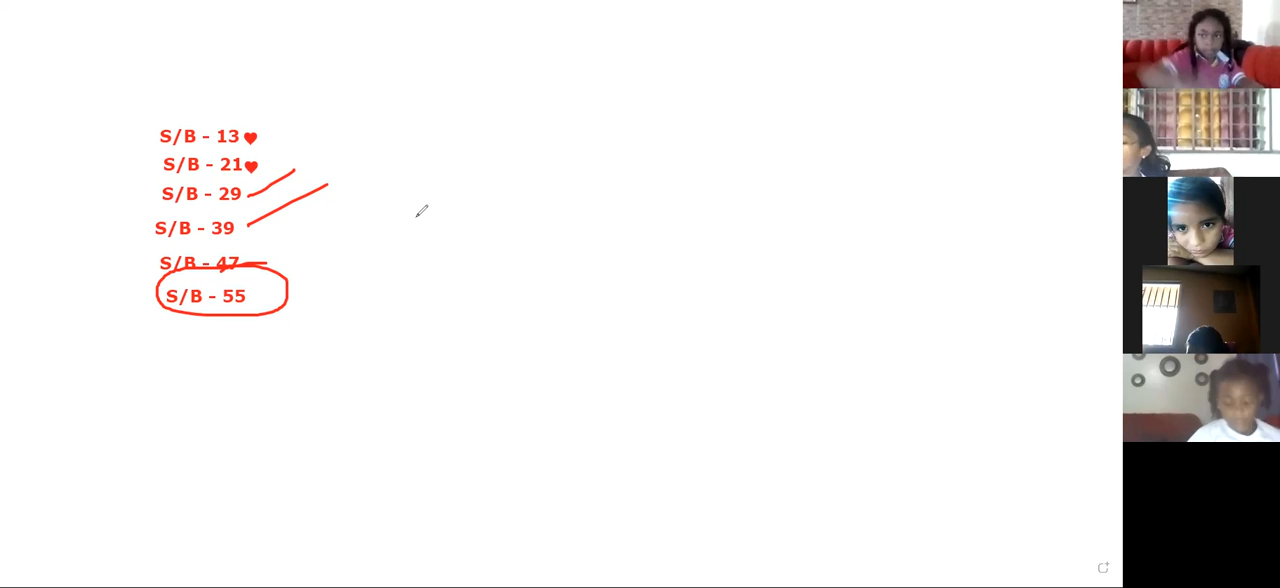 S/B - 13♥
S/B - 21♥
S/B - 29
S/B - 39
S/B - 47
S/B - 55